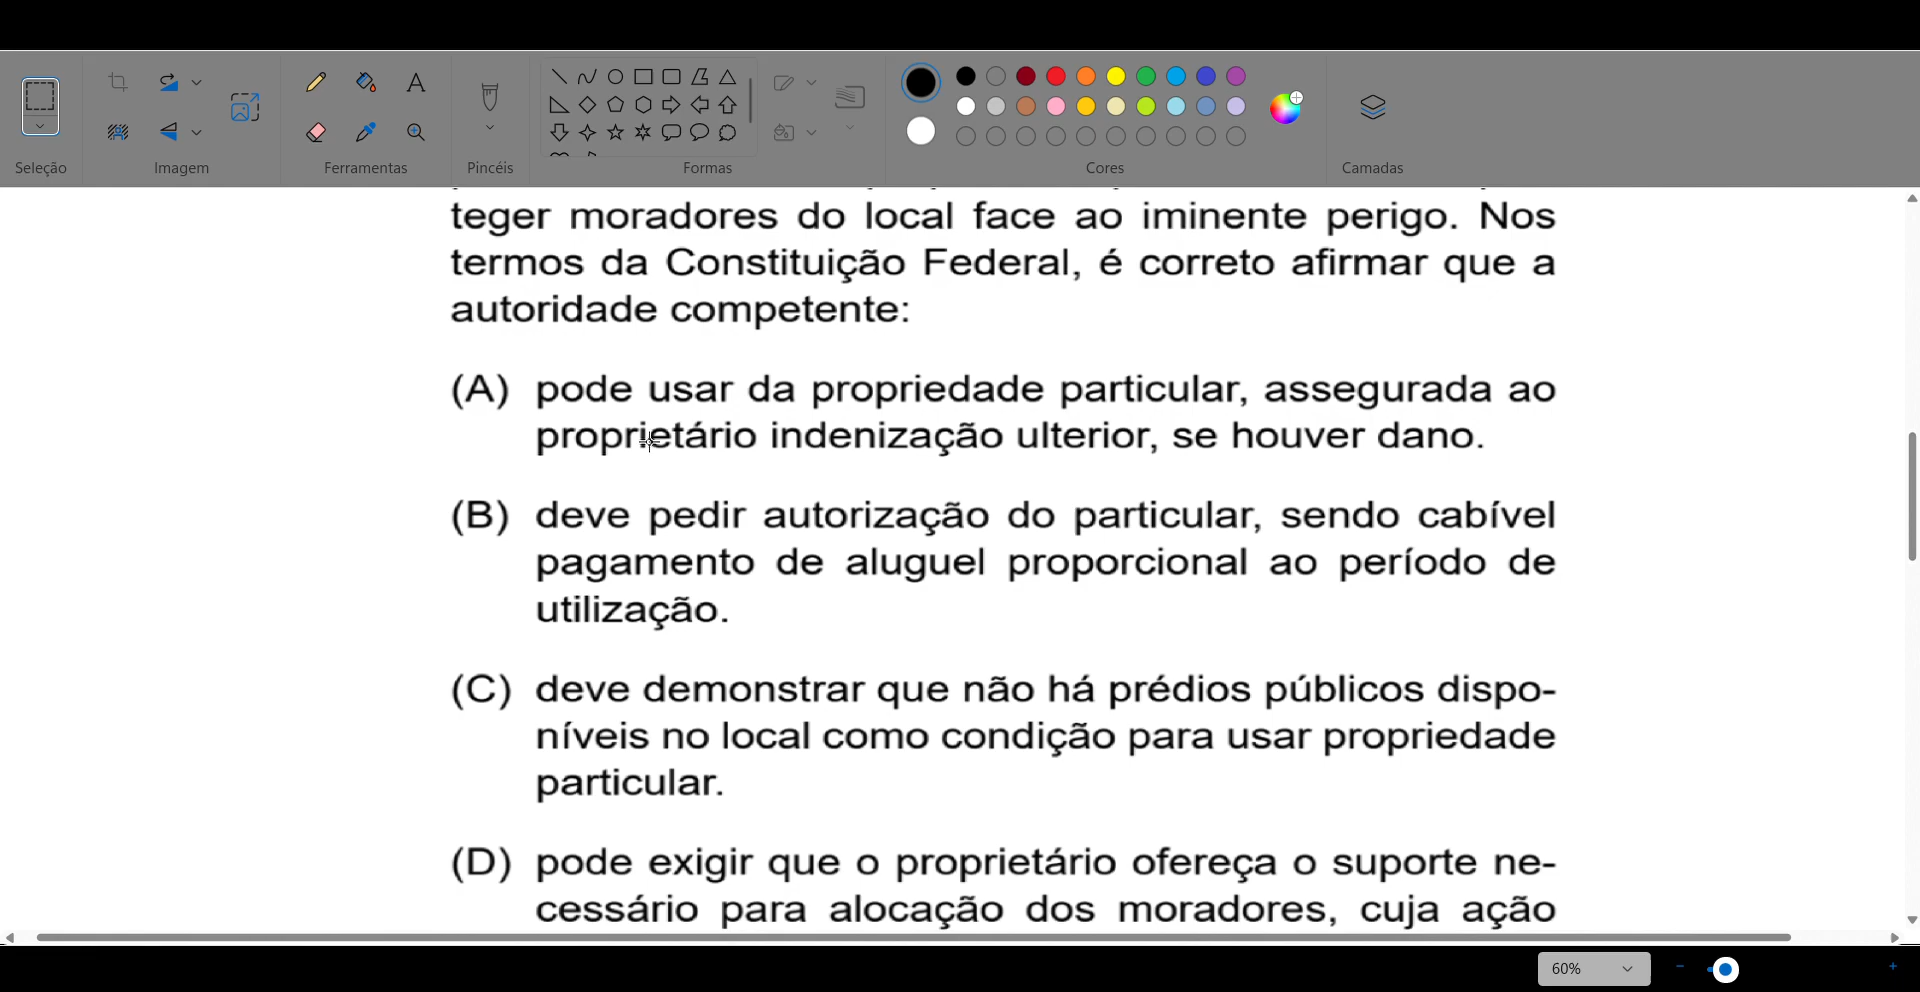 Seleção
Imagem
Ferramentas
Pincéis
Formas
Cores
Camadas
teger moradores do local face ao iminente perigo. Nos
termos da Constituição Federal, é correto afirmar que a
autoridade competente:
(A) pode usar da propriedade particular, assegurada ao
proprietário indenização ulterior, se houver dano.
(B) deve pedir autorização do particular, sendo cabível
pagamento de aluguel proporcional ao período de
utilização.
(C) deve demonstrar que não há prédios públicos dispo-
níveis no local como condição para usar propriedade
particular.
(D) pode exigir que o proprietário ofereça o suporte ne-
cessário para alocação dos moradores, cuja ação
60%